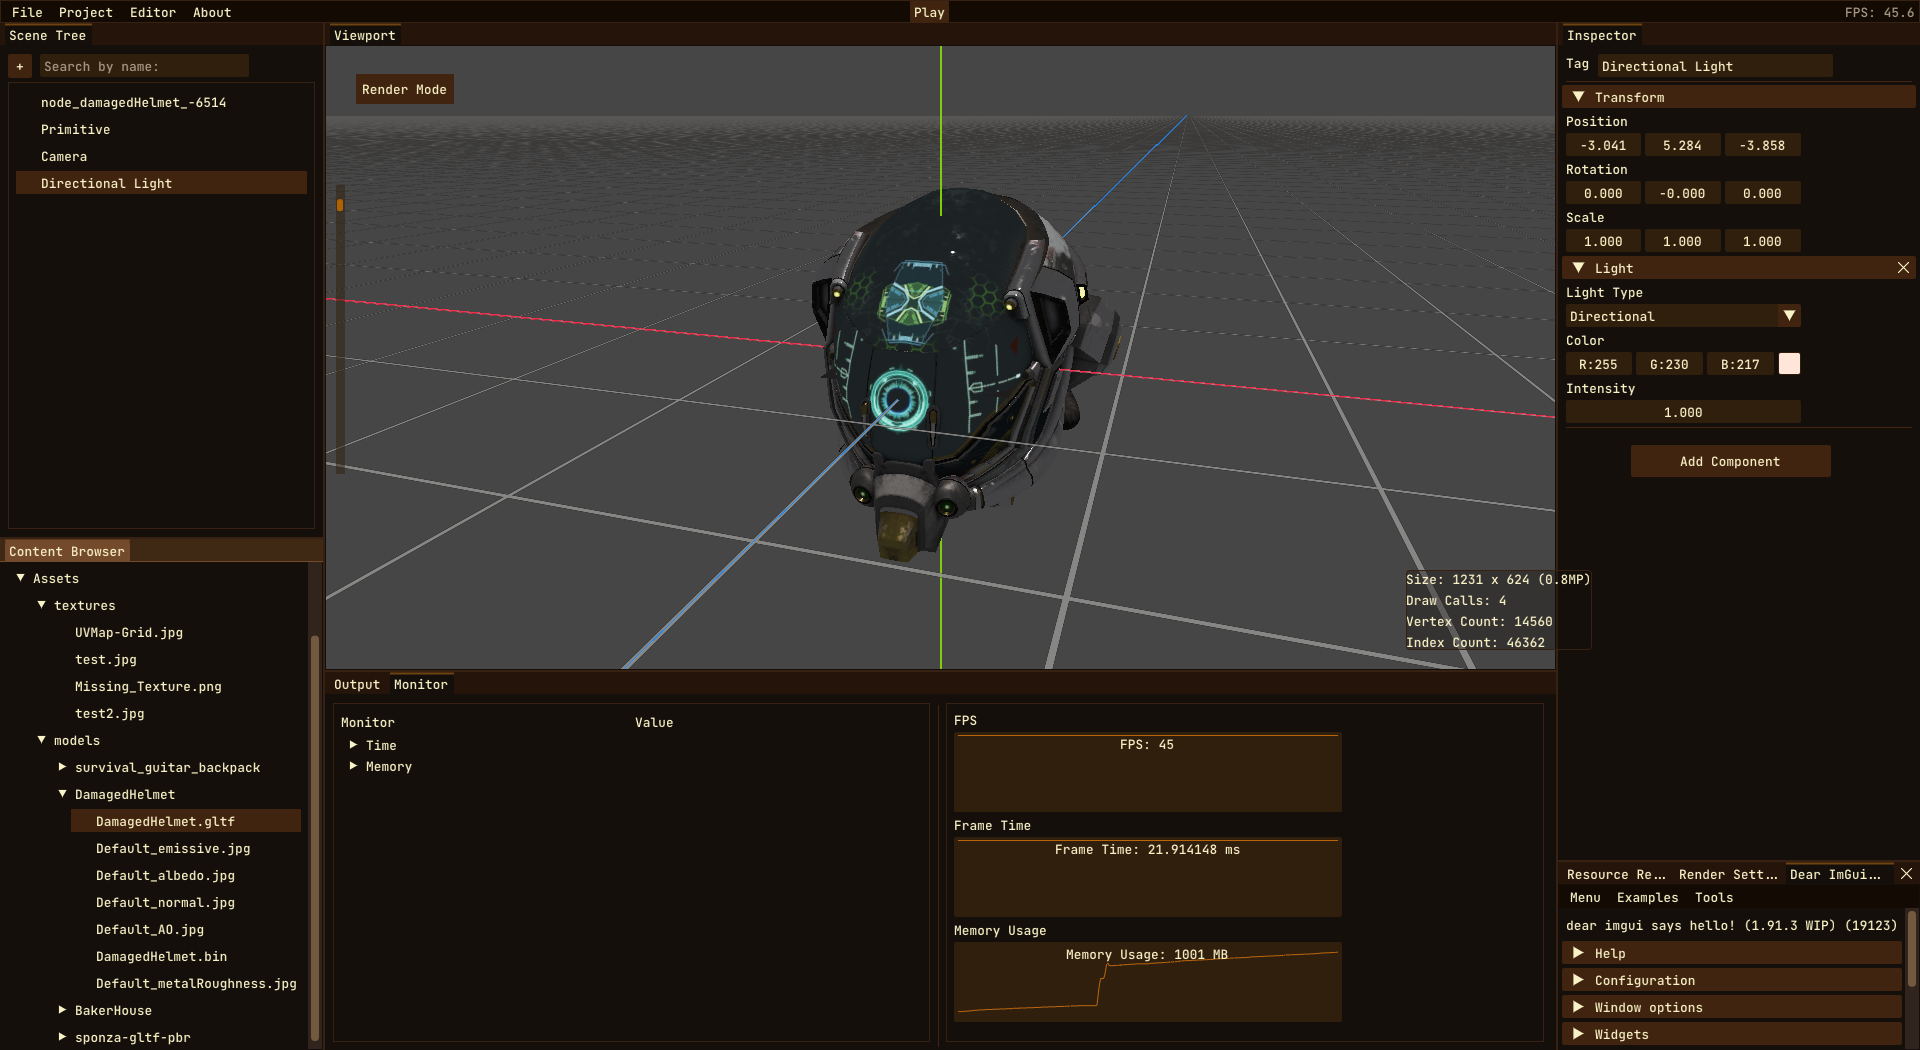 File Project Editor About
Play
FPS: 45.6
Scene Tree
+ Search by name:
node_damagedHelmet_-6514
Primitive
Camera
Directional Light
Content Browser
Assets
textures
UVMap-Grid.jpg
test.jpg
Missing_Texture.png
test2.jpg
models
survival_guitar_backpack
DamagedHelmet
DamagedHelmet.gltf
Default_emissive.jpg
Default_albedo.jpg
Default_normal.jpg
Default_AO.jpg
DamagedHelmet.bin
Default_metalRoughness.jpg
BakerHouse
sponza-gltf-pbr
Viewport
Render Mode
Size: 1231 x 624 (0.8MP)
Draw Calls: 4
Vertex Count: 14560
Index Count: 46362
Output Monitor
Monitor Value
Time
Memory
FPS
FPS: 45
Frame Time
Frame Time: 21.914148 ms
Memory Usage
Memory Usage: 1001 MB
Inspector
Tag Directional Light
Transform
Position
-3.041 5.284 -3.858
Rotation
0.000 -0.000 0.000
Scale
1.000 1.000 1.000
Light
Light Type
Directional
Color
R:255 G:230 B:217
Intensity
1.000
Add Component
Resource Re... Render Sett... Dear ImGui...
Menu Examples Tools
dear imgui says hello! (1.91.3 WIP) (19123)
Help
Configuration
Window options
Widgets